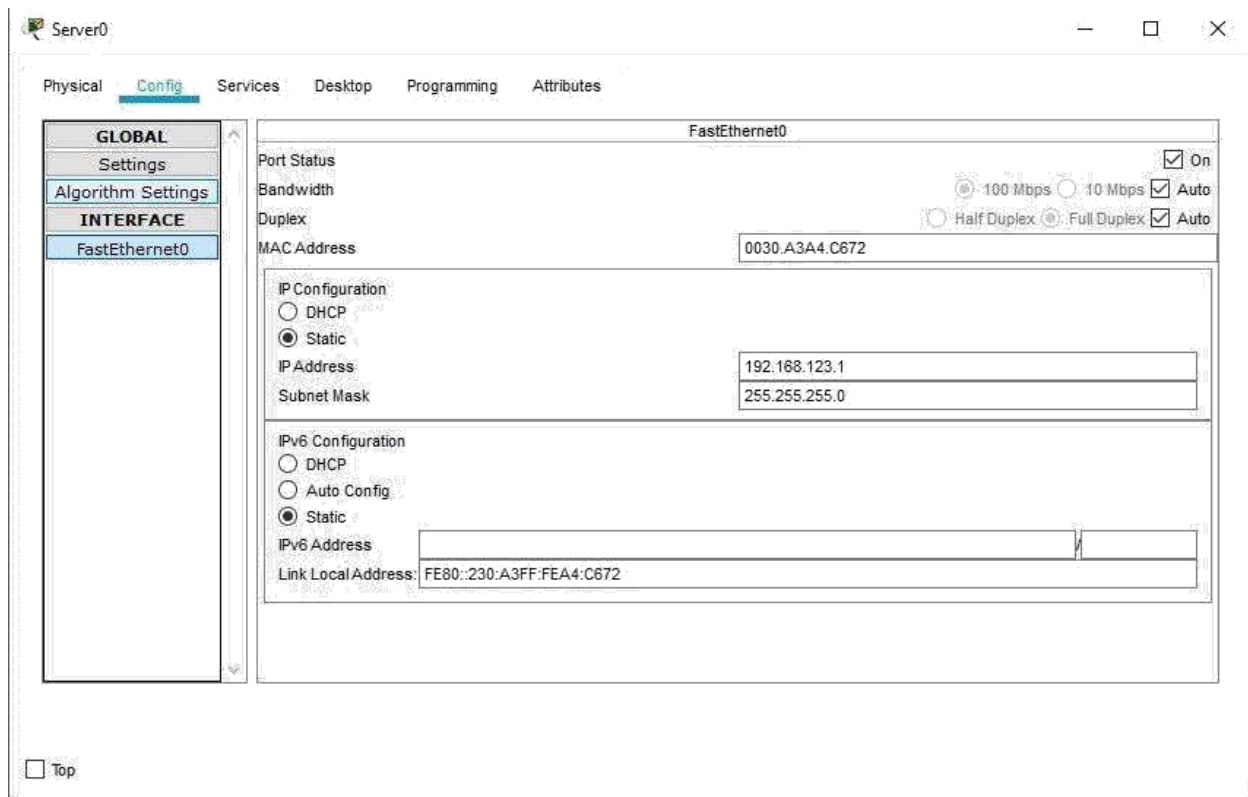 Server0
Physical Config Services Desktop Programming Attributes
GLOBAL
Settings
Algorithm Settings
INTERFACE
FastEthernet0
FastEthernet0
Port Status On
Bandwidth 100 Mbps 10 Mbps Auto
Duplex Half Duplex Full Duplex Auto
MAC Address 0030.A3A4.C672
IP Configuration
DHCP
Static
IP Address 192.168.123.1
Subnet Mask 255.255.255.0
IPv6 Configuration
DHCP
Auto Config
Static
IPv6 Address /
Link Local Address: FE80::230:A3FF:FEA4:C672
Top